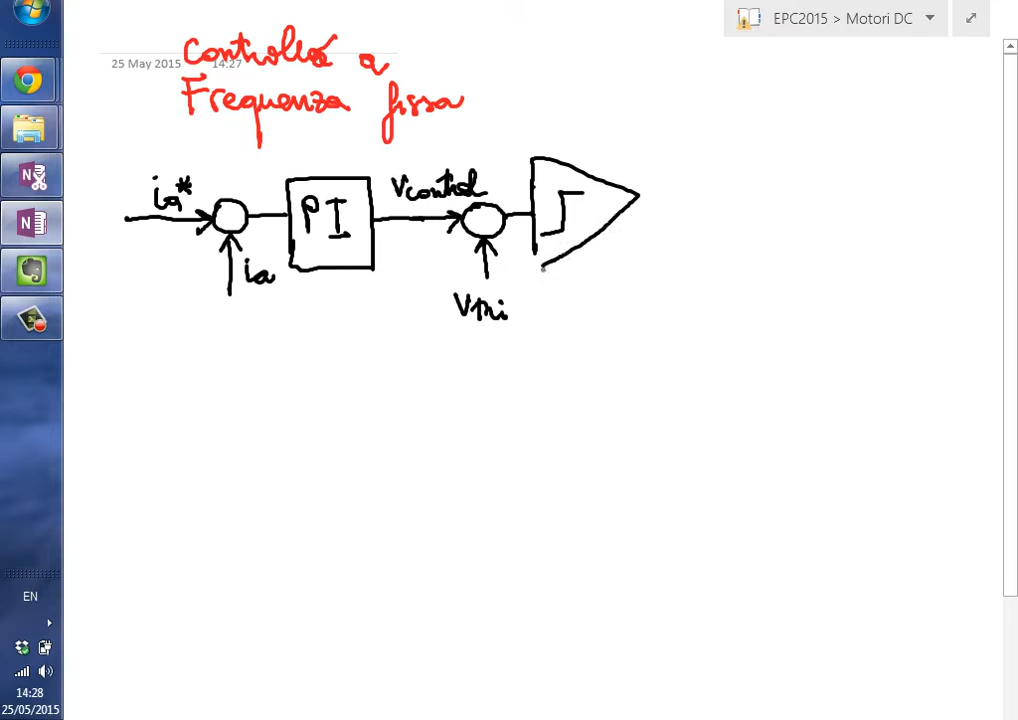 EPC2015 > Motori DC
25 May 2015 14:27
Controllo a
Frequenza fissa
ia*
PI
Vcontrol
ia
Vtri
EN
14:28
25/05/2015